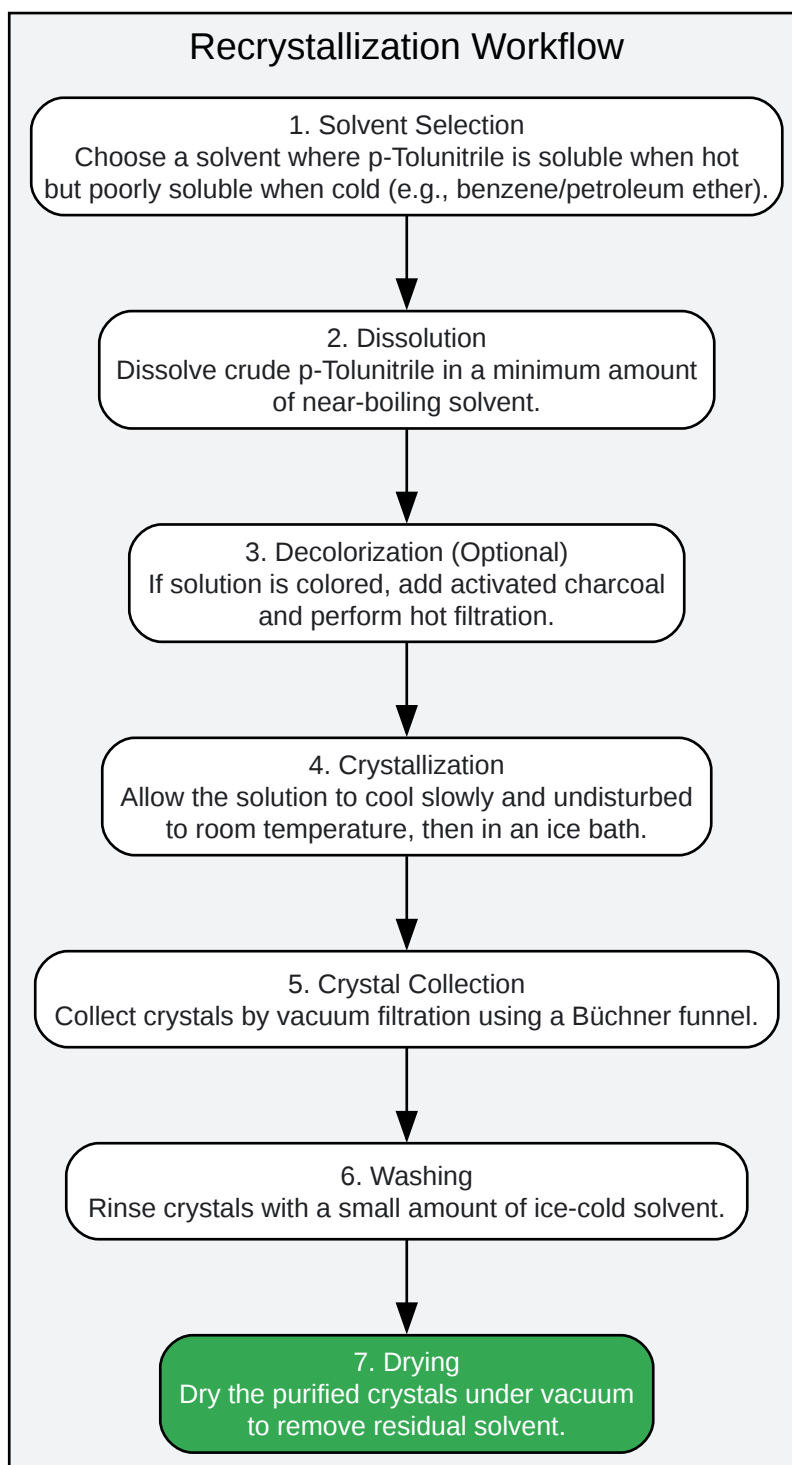 Recrystallization Workflow
1. Solvent Selection
Choose a solvent where p-Tolunitrile is soluble when hot
but poorly soluble when cold (e.g., benzene/petroleum ether).
2. Dissolution
Dissolve crude p-Tolunitrile in a minimum amount
of near-boiling solvent.
3. Decolorization (Optional)
If solution is colored, add activated charcoal
and perform hot filtration.
4. Crystallization
Allow the solution to cool slowly and undisturbed
to room temperature, then in an ice bath.
5. Crystal Collection
Collect crystals by vacuum filtration using a Büchner funnel.
6. Washing
Rinse crystals with a small amount of ice-cold solvent.
7. Drying
Dry the purified crystals under vacuum
to remove residual solvent.